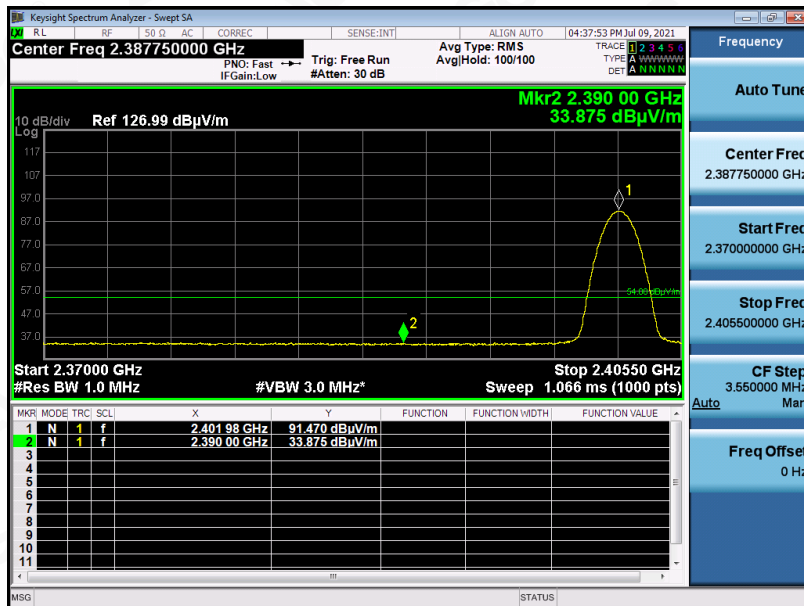 Keysight Spectrum Analyzer - Swept SA
LXI RL RF 50 Ω AC CORREC SENSE:INT ALIGN AUTO 04:37:53 PM Jul 09, 2021
Center Freq 2.387750000 GHz
PNO: Fast
IFGain:Low
Trig: Free Run
#Atten: 30 dB
Avg Type: RMS
Avg|Hold: 100/100
TRACE 1 2 3 4 5 6
TYPE A WWWWW
DET A N N N N N
Mkr2 2.390 00 GHz
33.875 dBµV/m
10 dB/div Ref 126.99 dBµV/m
Log
117
107
97.0
87.0
77.0
67.0
57.0
47.0
37.0
1
2
54.00 dBµV/m
Start 2.37000 GHz Stop 2.40550 GHz
#Res BW 1.0 MHz #VBW 3.0 MHz* Sweep 1.066 ms (1000 pts)
MKR MODE TRC SCL X Y FUNCTION FUNCTION WIDTH FUNCTION VALUE
1 N 1 f 2.401 98 GHz 91.470 dBµV/m
2 N 1 f 2.390 00 GHz 33.875 dBµV/m
3
4
5
6
7
8
9
10
11
MSG STATUS
Frequency
Auto Tune
Center Freq
2.387750000 GHz
Start Freq
2.370000000 GHz
Stop Freq
2.405500000 GHz
CF Step
3.550000 MHz
Auto Man
Freq Offset
0 Hz